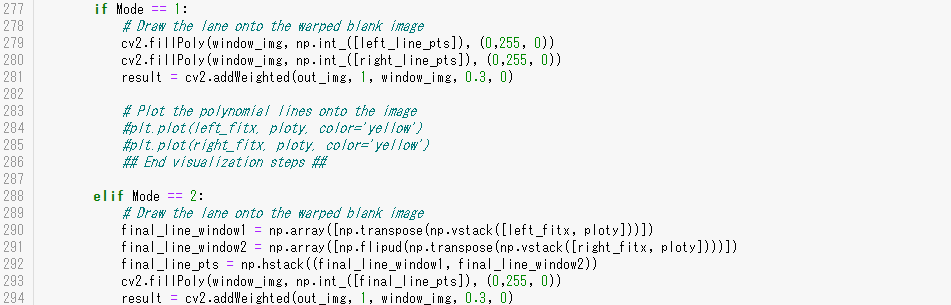 277 if Mode == 1:
278 # Draw the lane onto the warped blank image
279 cv2.fillPoly(window_img, np.int_([left_line_pts]), (0,255, 0))
280 cv2.fillPoly(window_img, np.int_([right_line_pts]), (0,255, 0))
281 result = cv2.addWeighted(out_img, 1, window_img, 0.3, 0)
282
283 # Plot the polynomial lines onto the image
284 #plt.plot(left_fitx, ploty, color='yellow')
285 #plt.plot(right_fitx, ploty, color='yellow')
286 ## End visualization steps ##
287
288 elif Mode == 2:
289 # Draw the lane onto the warped blank image
290 final_line_window1 = np.array([np.transpose(np.vstack([left_fitx, ploty]))])
291 final_line_window2 = np.array([np.flipud(np.transpose(np.vstack([right_fitx, ploty])))])
292 final_line_pts = np.hstack((final_line_window1, final_line_window2))
293 cv2.fillPoly(window_img, np.int_([final_line_pts]), (0,255, 0))
294 result = cv2.addWeighted(out_img, 1, window_img, 0.3, 0)